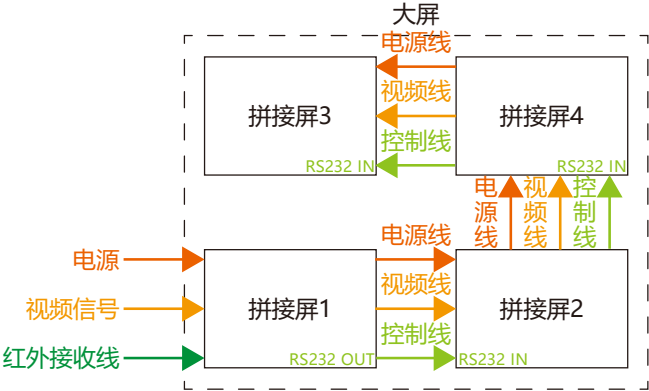 大屏
电源线
拼接屏3
视频线
拼接屏4
控制线
RS232 IN
RS232 IN
电源线
视频线
控制线
电源
电源线
视频信号
拼接屏1
视频线
拼接屏2
红外接收线
控制线
RS232 OUT
RS232 IN